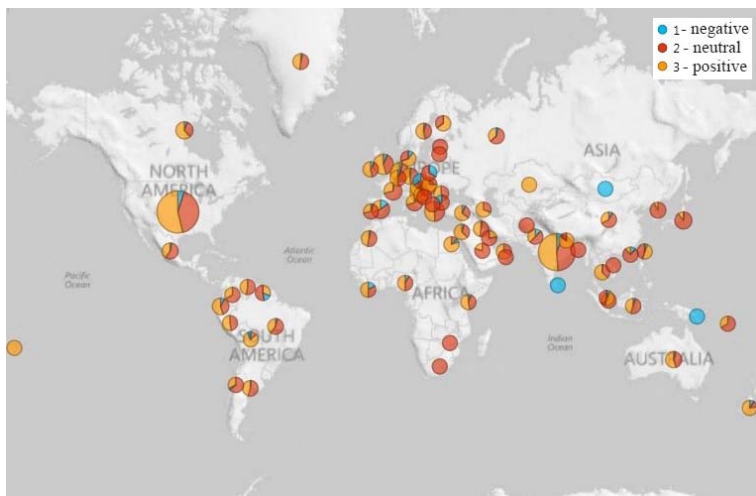 1 - negative
2 - neutral
3 - positive
NORTH
AMERICA
ASIA
Atlantic
Ocean
Pacific
Ocean
AFRICA
SOUTH
AMERICA
Indian
Ocean
AUSTRALIA